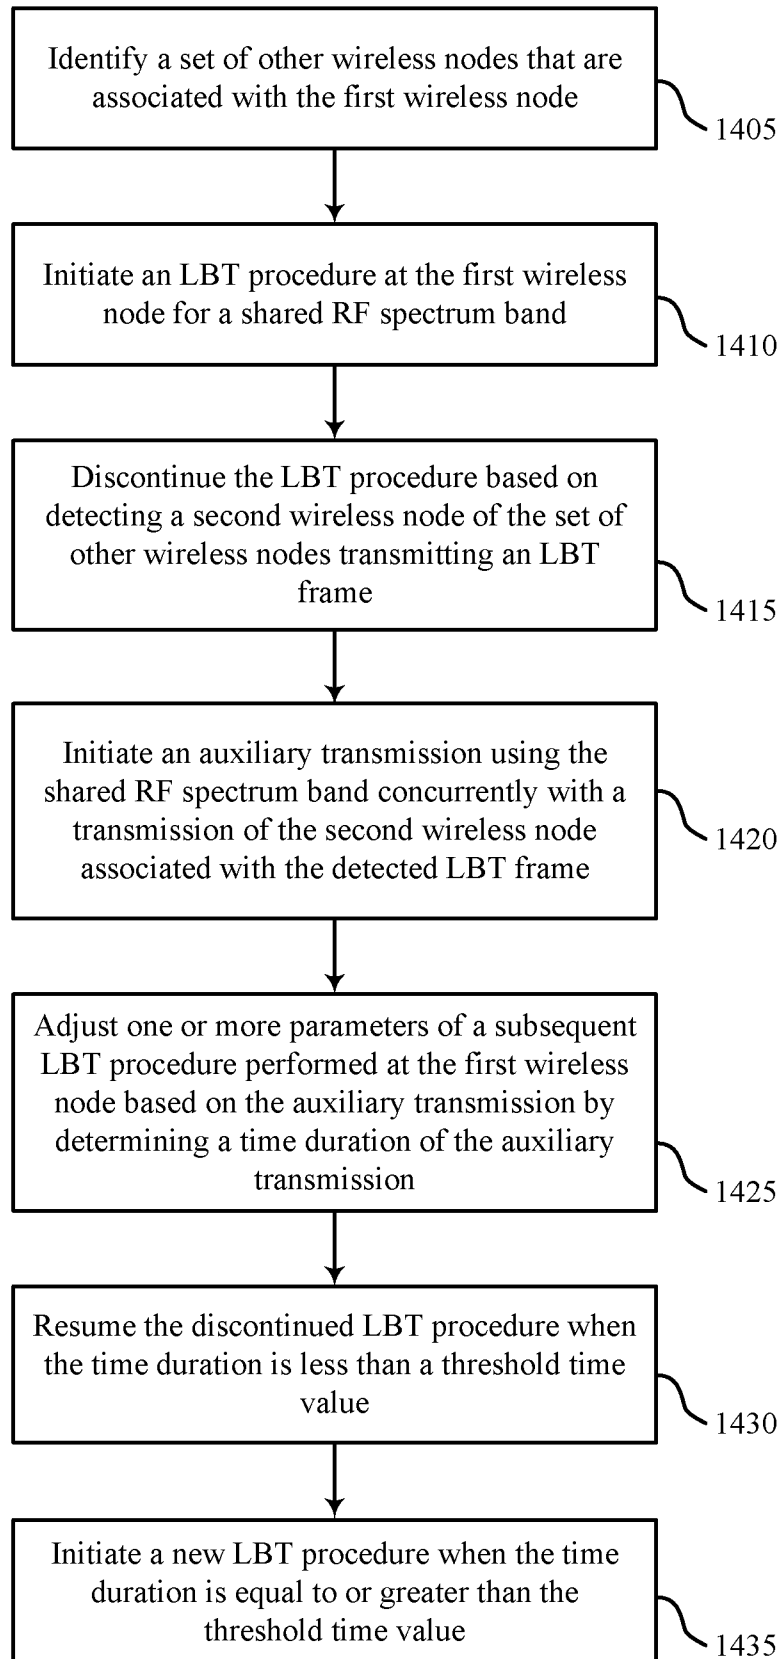 Identify a set of other wireless nodes that are
associated with the first wireless node
1405
Initiate an LBT procedure at the first wireless
node for a shared RF spectrum band
1410
Discontinue the LBT procedure based on
detecting a second wireless node of the set of
other wireless nodes transmitting an LBT
frame
1415
Initiate an auxiliary transmission using the
shared RF spectrum band concurrently with a
transmission of the second wireless node
associated with the detected LBT frame
1420
Adjust one or more parameters of a subsequent
LBT procedure performed at the first wireless
node based on the auxiliary transmission by
determining a time duration of the auxiliary
transmission
1425
Resume the discontinued LBT procedure when
the time duration is less than a threshold time
value
1430
Initiate a new LBT procedure when the time
duration is equal to or greater than the
threshold time value
1435